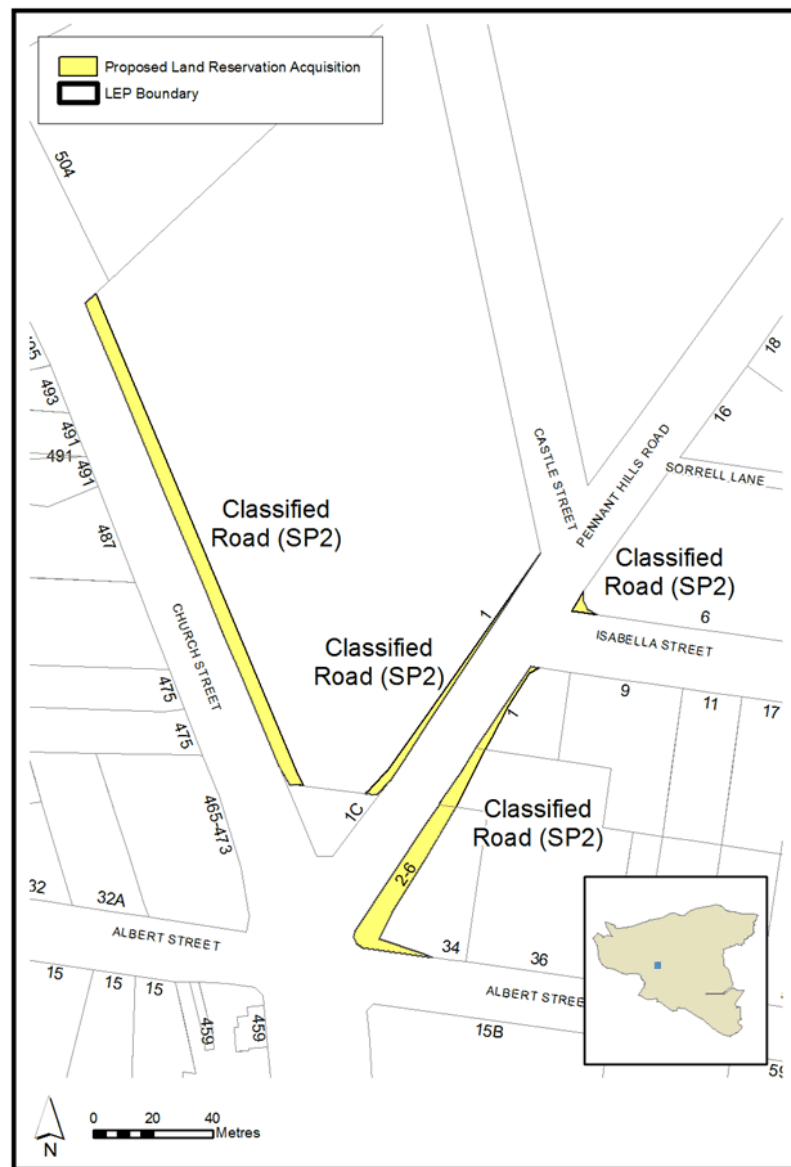 Proposed Land Reservation Acquisition
LEP Boundary
504
493
491
491
491
487
Classified
Road (SP2)
CASTLE STREET
PENNANT HILLS ROAD
18
16
SORRELL LANE
Classified
Road (SP2)
6
ISABELLA STREET
CHURCH STREET
Classified
Road (SP2)
1
1
9
11
17
475
475
465-473
1C
Classified
Road (SP2)
2-6
32
32A
ALBERT STREET
34
36
15
15
15
459
459
15B
N
0 20 40
Metres